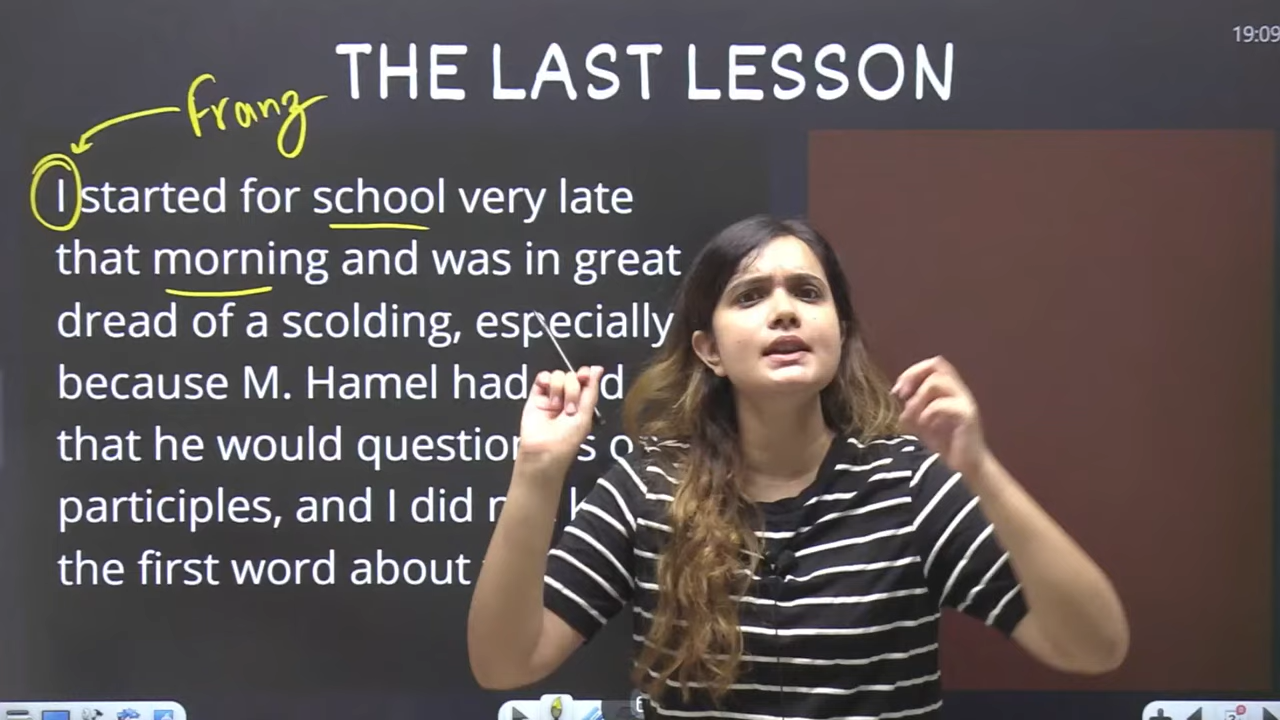 THE LAST LESSON
19:09
Franz
I started for school very late
that morning and was in great
dread of a scolding, especially
because M. Hamel had
that he would question
participles, and I did
the first word about